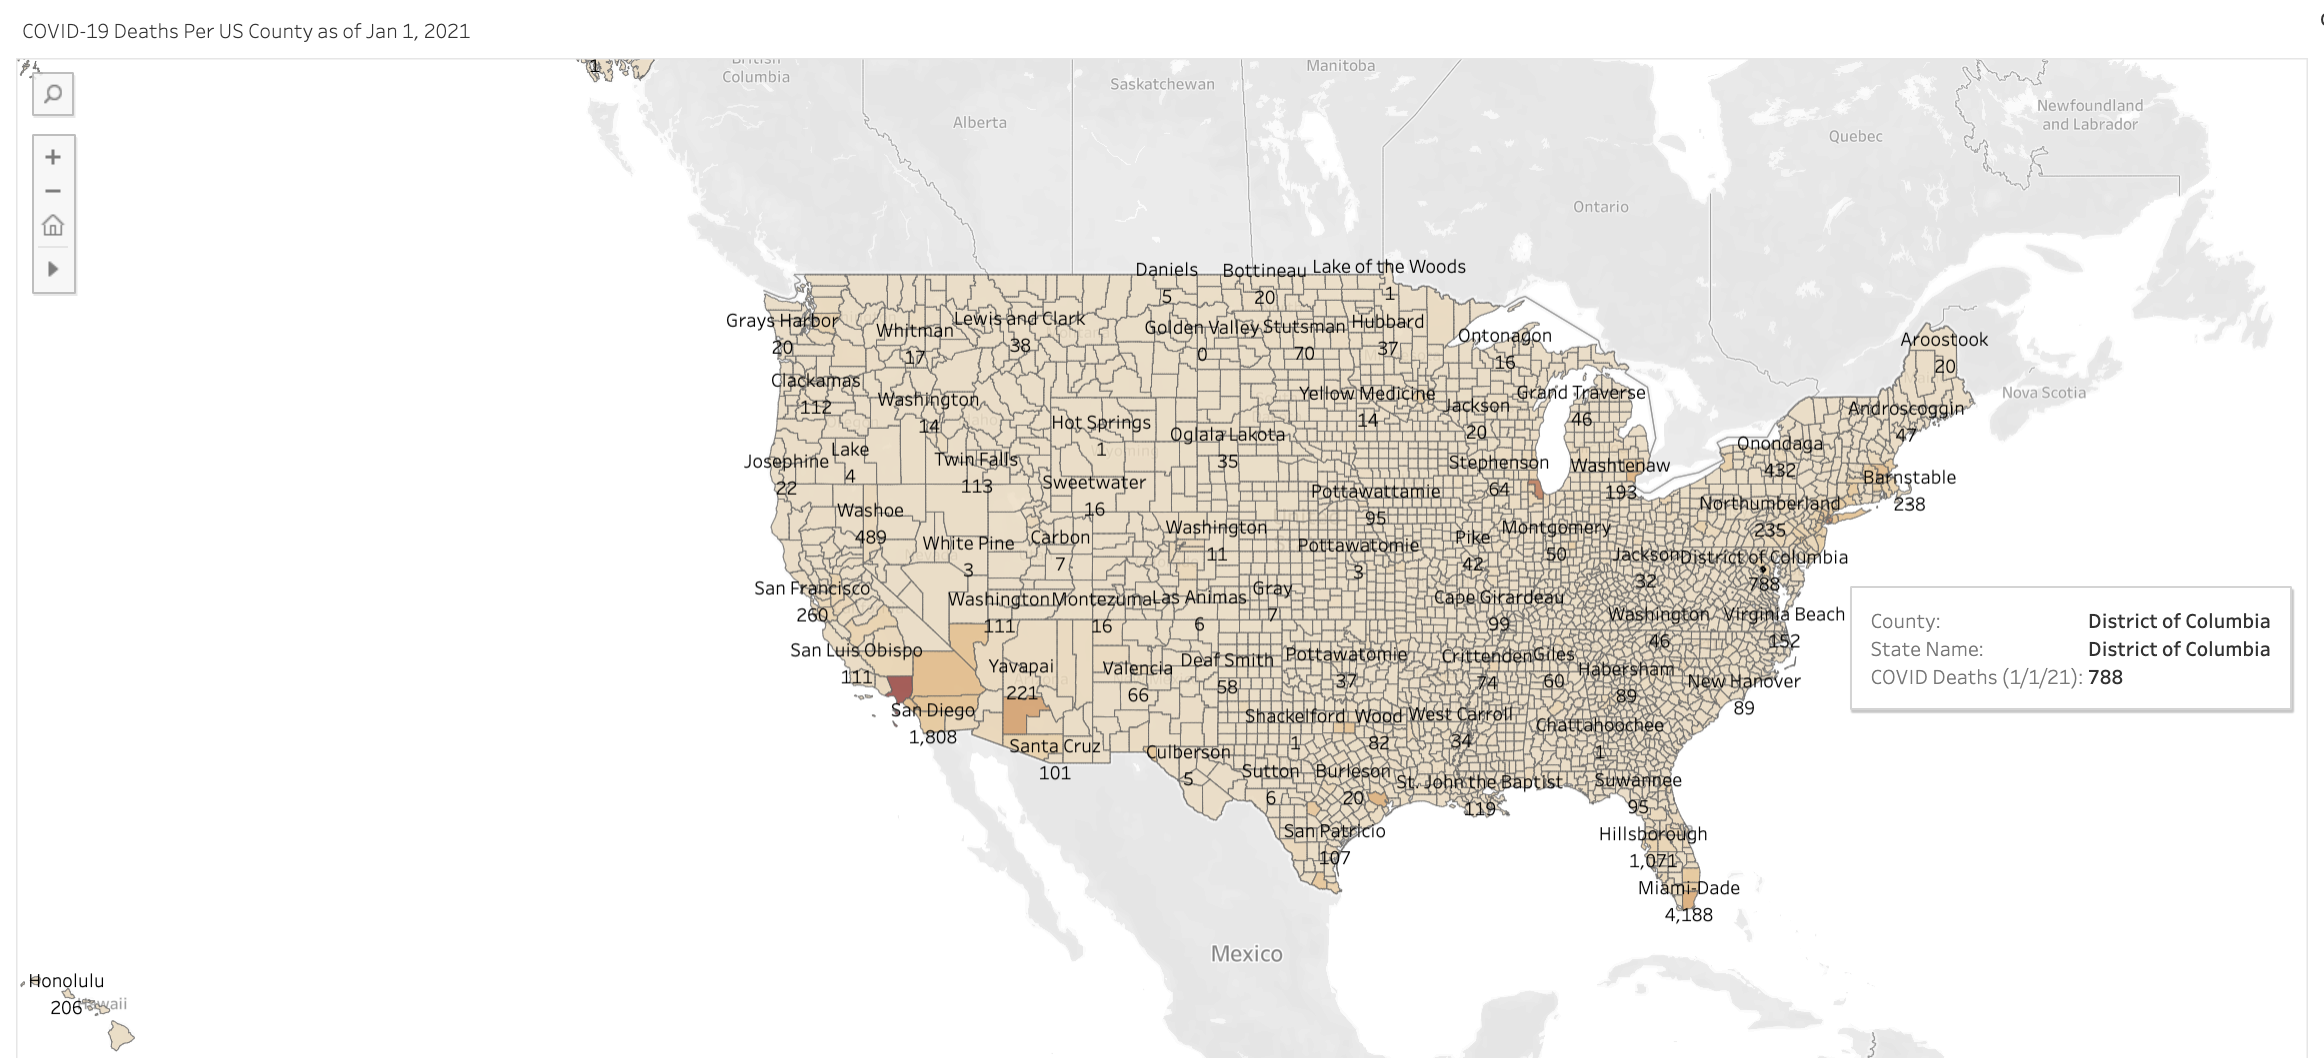 COVID-19 Deaths Per US County as of Jan 1, 2021
1
British
Columbia
Alberta
Saskatchewan
Manitoba
Ontario
Quebec
Newfoundland
and Labrador
Nova Scotia
Daniels
5
Bottineau
20
Lake of the Woods
1
Grays Harbor
20
Whitman
17
Lewis and Clark
38
Golden Valley
0
Stutsman
70
Hubbard
37
Ontonagon
16
Aroostook
20
Clackamas
112
Washington
14
Hot Springs
1
Oglala Lakota
35
Yellow Medicine
14
Jackson
20
Grand Traverse
46
Androscoggin
47
Josephine
22
Lake
4
Twin Falls
113
Sweetwater
16
Stephenson
64
Washtenaw
193
Onondaga
432
Barnstable
238
Washoe
489
White Pine
3
Carbon
7
Washington
11
Pottawattamie
95
Pottawatomie
3
Pike
42
Montgomery
50
Northumberland
235
Jackson
32
District of Columbia
788
San Francisco
260
Washington
111
Montezuma
16
Las Animas
6
Gray
7
Cape Girardeau
99
Washington
46
Virginia Beach
152
County: District of Columbia
State Name: District of Columbia
COVID Deaths (1/1/21): 788
San Luis Obispo
111
Yavapai
221
Valencia
66
Deaf Smith
58
Pottawatomie
37
Crittenden
74
Giles
60
Habersham
89
New Hanover
89
San Diego
1,808
Santa Cruz
101
Culberson
5
Shackelford
1
Wood
82
West Carroll
34
Chattahoochee
1
Sutton
6
Burleson
20
St. John the Baptist
119
Suwannee
95
San Patricio
107
Hillsborough
1,071
Miami-Dade
4,188
Mexico
Honolulu
206
Hawaii